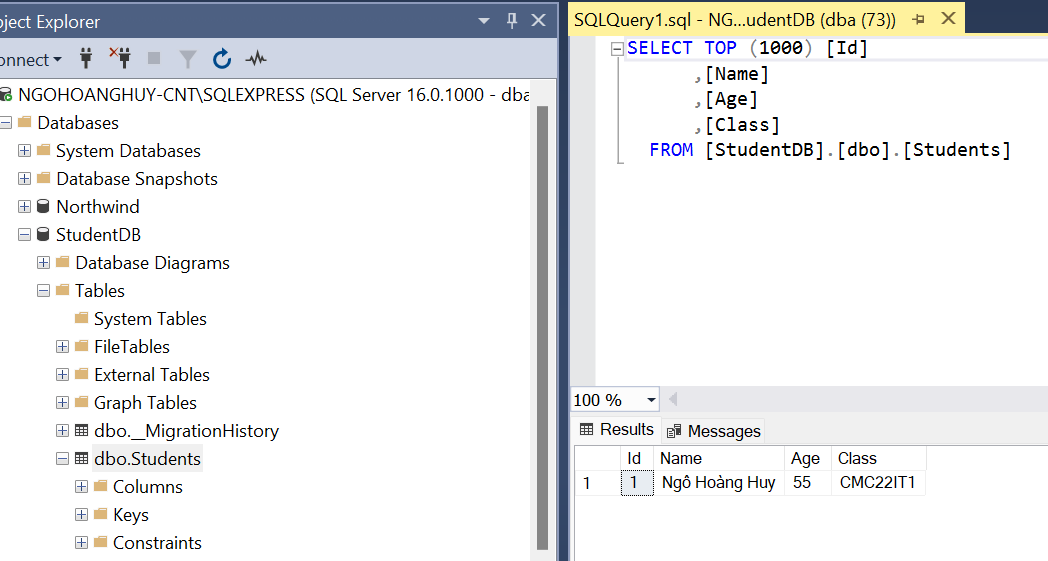 oject Explorer
onnect
NGOHOANGHUY-CNT\SQLEXPRESS (SQL Server 16.0.1000 - dba
Databases
System Databases
Database Snapshots
Northwind
StudentDB
Database Diagrams
Tables
System Tables
FileTables
External Tables
Graph Tables
dbo.__MigrationHistory
dbo.Students
Columns
Keys
Constraints
SQLQuery1.sql - NG...udentDB (dba (73))
SELECT TOP (1000) [Id]
,[Name]
,[Age]
,[Class]
FROM [StudentDB].[dbo].[Students]
100 %
Results Messages
Id Name Age Class
1 1 Ngô Hoàng Huy 55 CMC22IT1